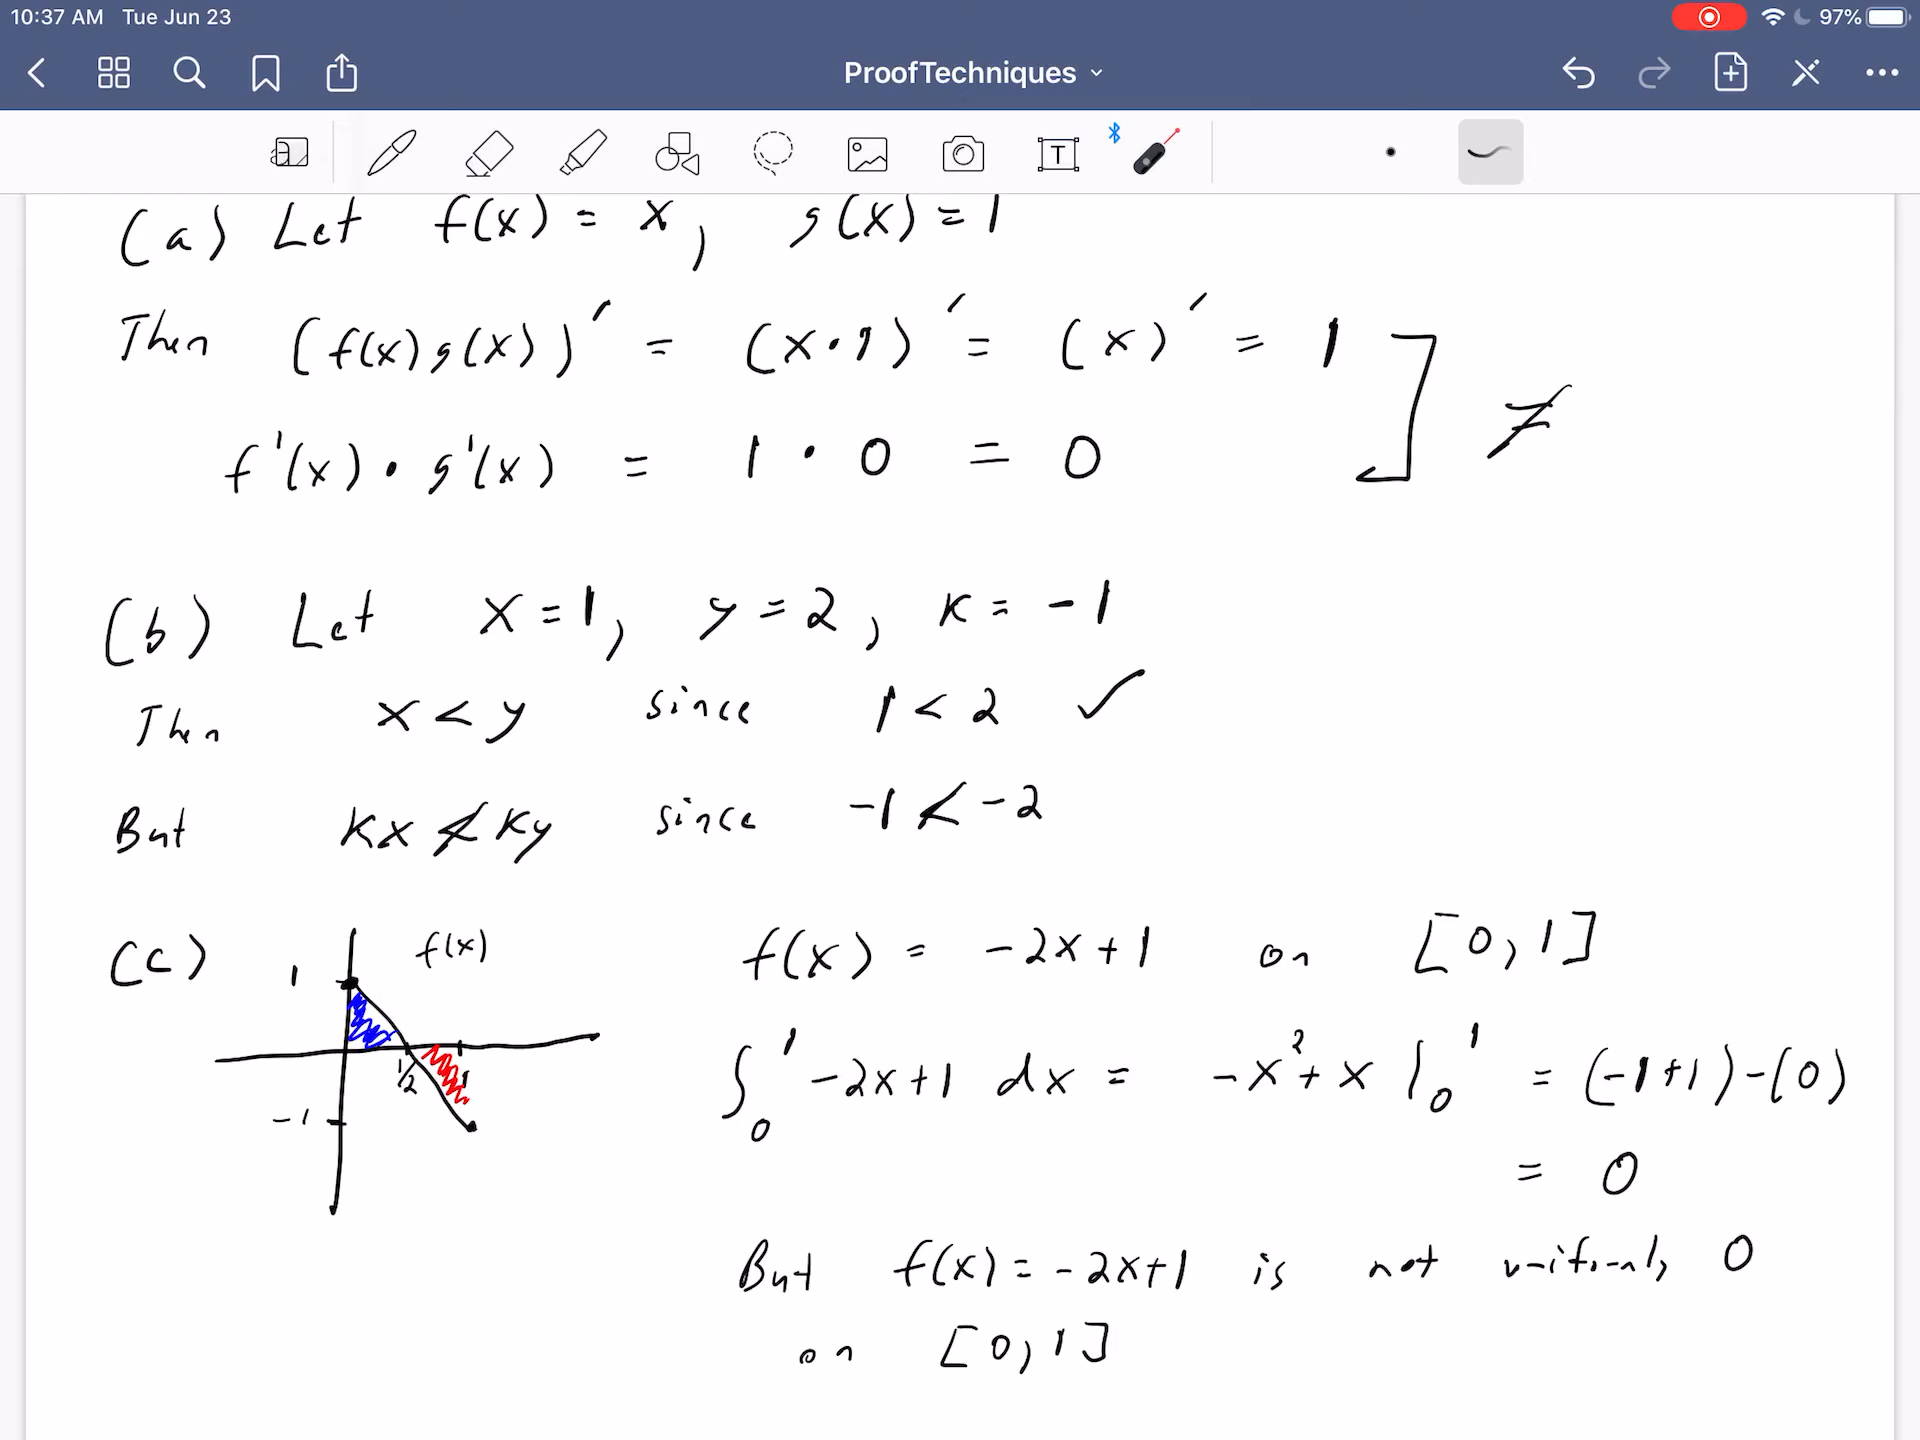 10:37 AM Tue Jun 23
97%
ProofTechniques
T
(a) Let f(x) = x, g(x) = 1
Then (f(x)g(x))' = (x·1)' = (x)' = 1
≠
f'(x)·g'(x) = 1·0 = 0
(b) Let x=1, y=2, k=-1
Then x<y since 1<2 ✓
But kx ≮ ky since -1 ≮ -2
(c) 1 f(x) f(x) = -2x+1 on [0,1]
1/2 1 ∫₀¹ -2x+1 dx = -x²+x |₀¹ = (-1+1)-(0)
-1
= 0
But f(x)=-2x+1 is not uniformly 0
on [0,1]